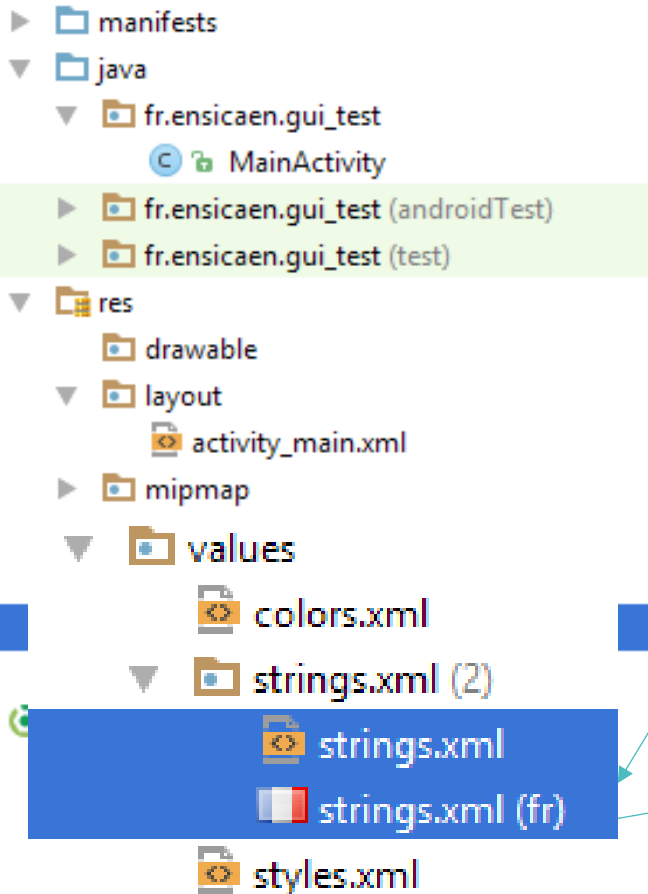 manifests
java
fr.ensicaen.gui_test
C MainActivity
fr.ensicaen.gui_test (androidTest)
fr.ensicaen.gui_test (test)
res
drawable
layout
<> activity_main.xml
mipmap
values
<> colors.xml
strings.xml (2)
<> strings.xml
strings.xml (fr)
<> styles.xml